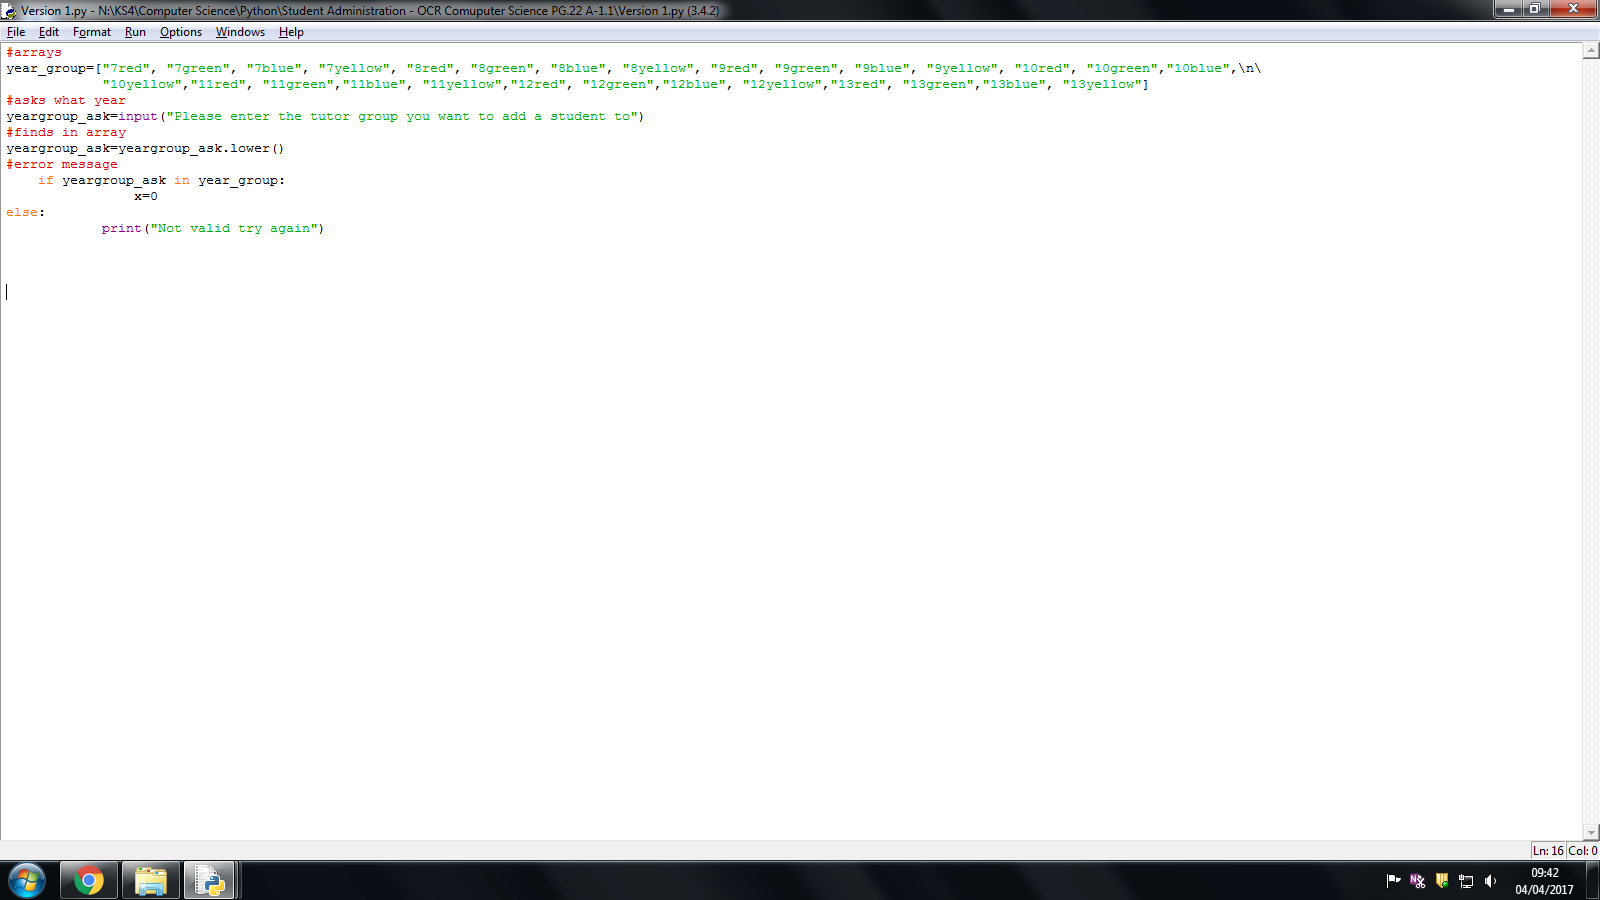 Version 1.py - N:\KS4\Computer Science\Python\Student Administration - OCR Comuputer Science PG.22 A-1.1\Version 1.py (3.4.2)
File Edit Format Run Options Windows Help
#arrays
year_group=["7red", "7green", "7blue", "7yellow", "8red", "8green", "8blue", "8yellow", "9red", "9green", "9blue", "9yellow", "10red", "10green","10blue",\n\
"10yellow","11red", "11green","11blue", "11yellow","12red", "12green","12blue", "12yellow","13red", "13green","13blue", "13yellow"]
#asks what year
yeargroup_ask=input("Please enter the tutor group you want to add a student to")
#finds in array
yeargroup_ask=yeargroup_ask.lower()
#error message
    if yeargroup_ask in year_group:
                x=0
else:
            print("Not valid try again")
Ln: 16 Col: 0
09:42
04/04/2017